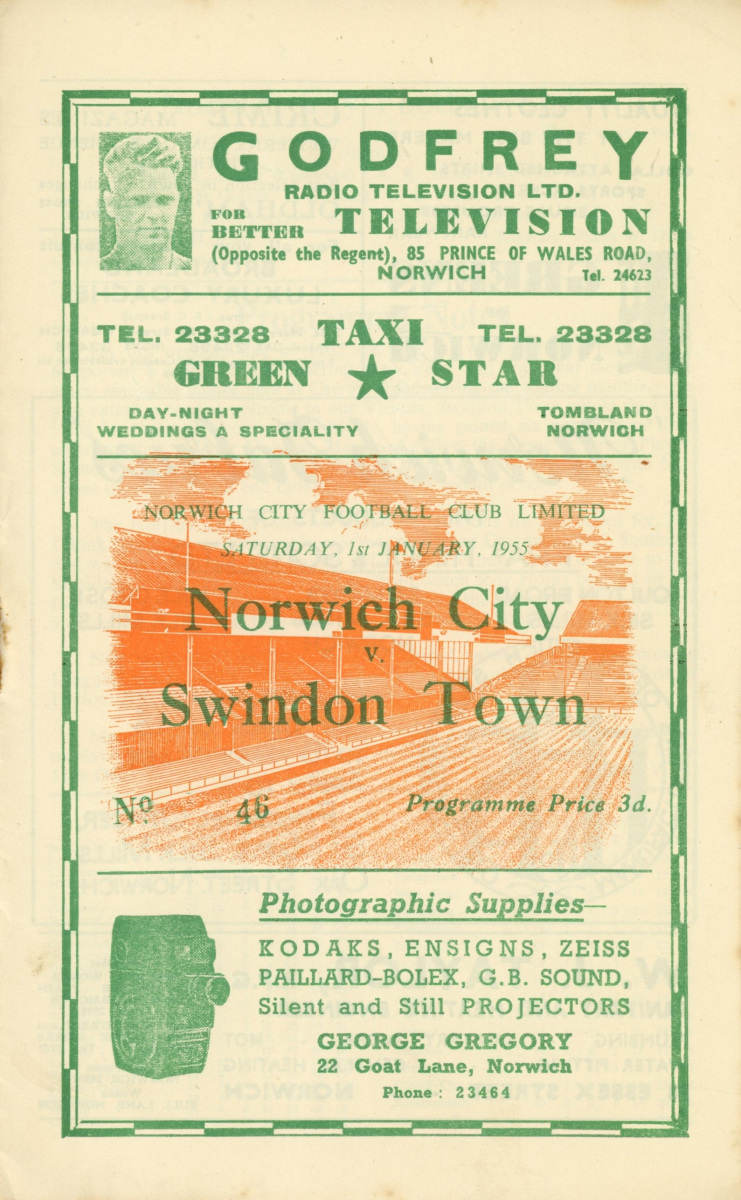 GODFREY
RADIO TELEVISION LTD.
FOR BETTER TELEVISION
(Opposite the Regent), 85 PRINCE OF WALES ROAD,
NORWICH Tel. 24623
TEL. 23328 TAXI TEL. 23328
GREEN STAR
DAY-NIGHT TOMBLAND
WEDDINGS A SPECIALITY NORWICH
NORWICH CITY FOOTBALL CLUB LIMITED
SATURDAY, 1st JANUARY, 1955
Norwich City
v.
Swindon Town
No 46 Programme Price 3d.
Photographic Supplies—
KODAKS, ENSIGNS, ZEISS
PAILLARD-BOLEX, G.B. SOUND,
Silent and Still PROJECTORS
GEORGE GREGORY
22 Goat Lane, Norwich
Phone: 23464